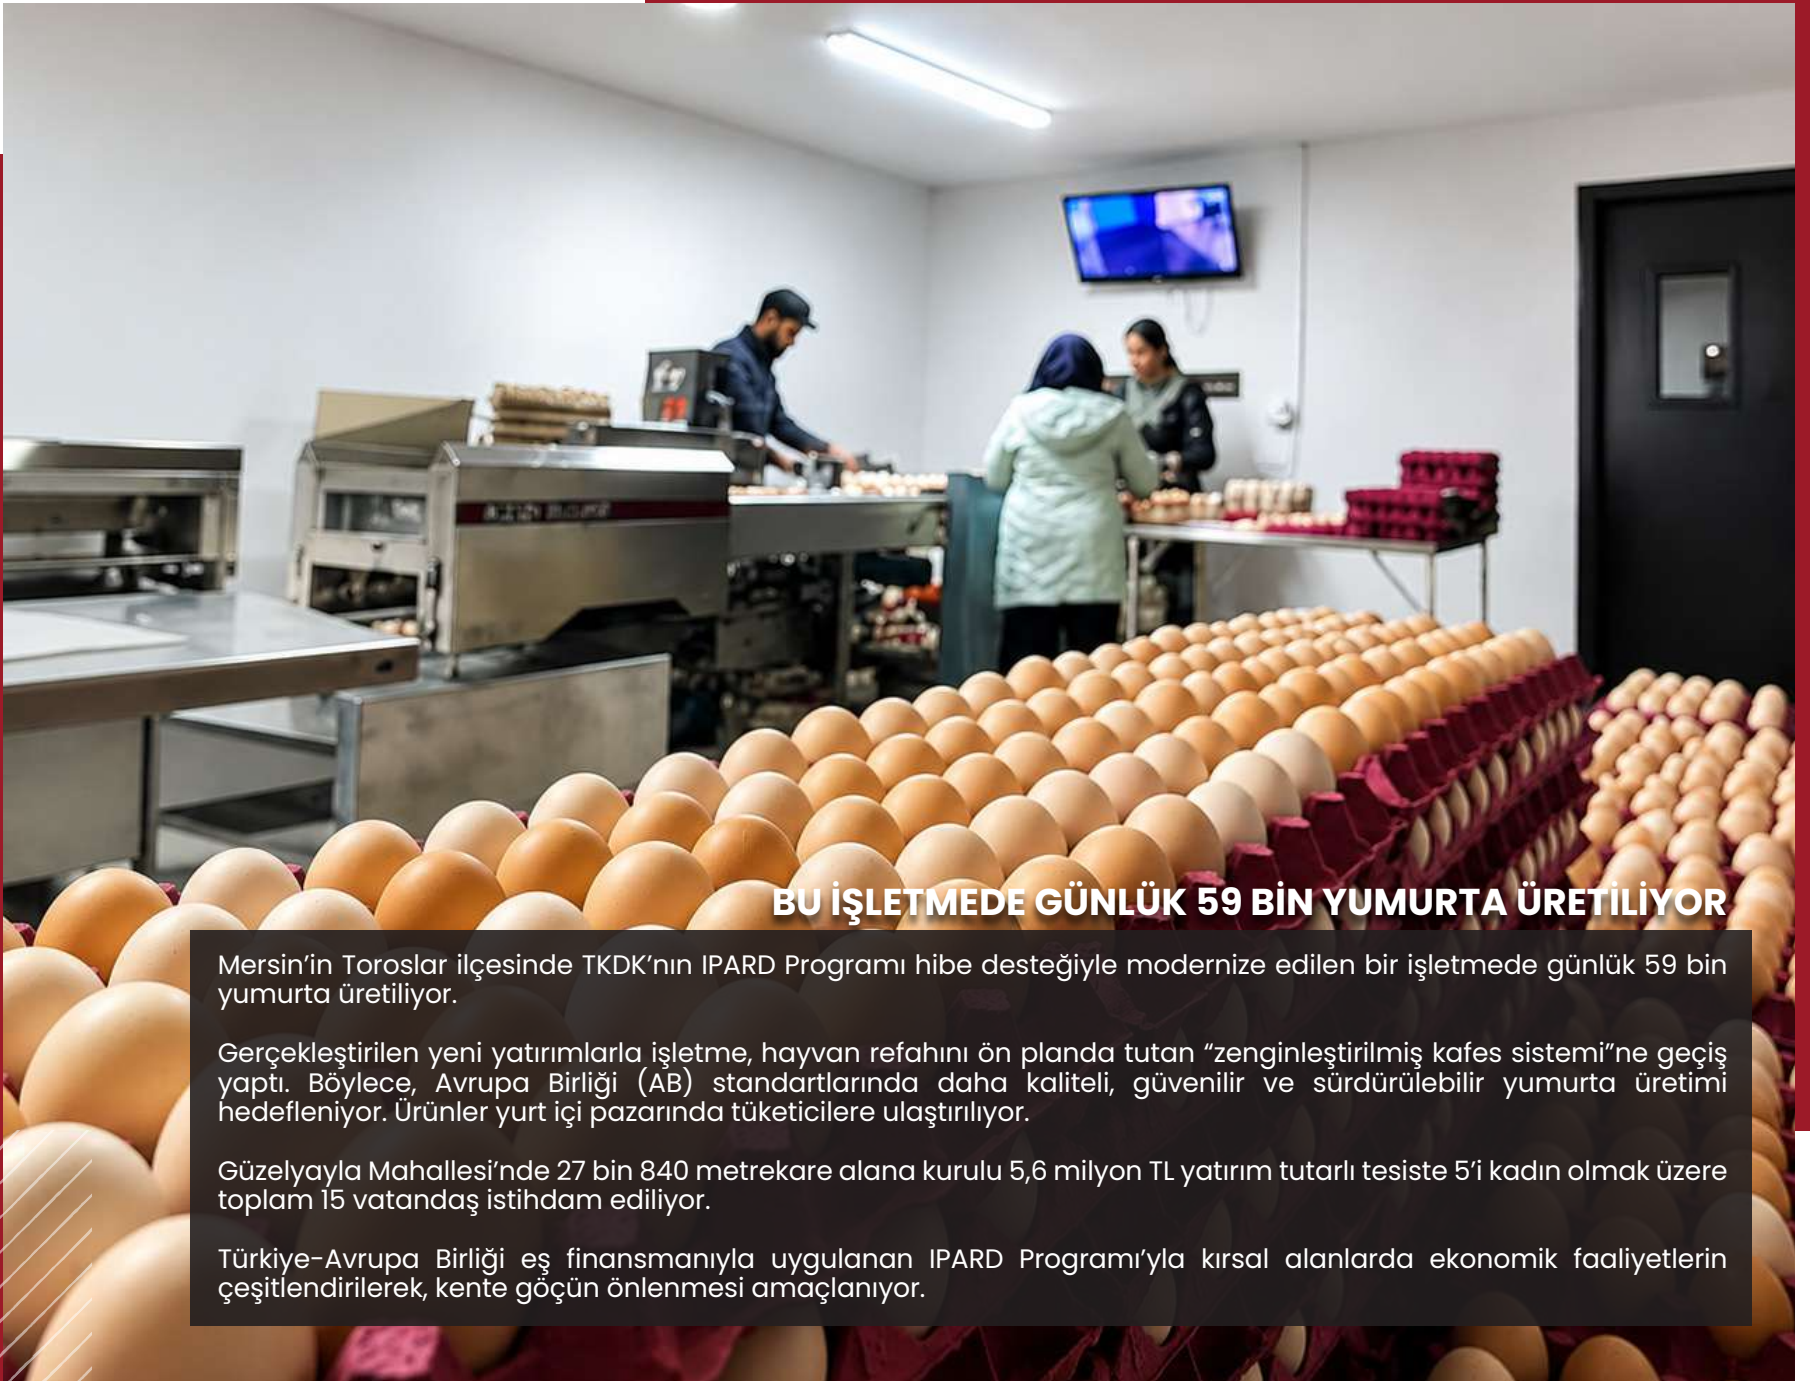 BU İŞLETMEDE GÜNLÜK 59 BİN YUMURTA ÜRETİLİYOR
Mersin’in Toroslar ilçesinde TKDK’nın IPARD Programı hibe desteğiyle modernize edilen bir işletmede günlük 59 bin
yumurta üretiliyor.
Gerçekleştirilen yeni yatırımlarla işletme, hayvan refahını ön planda tutan “zenginleştirilmiş kafes sistemi”ne geçiş
yaptı. Böylece, Avrupa Birliği (AB) standartlarında daha kaliteli, güvenilir ve sürdürülebilir yumurta üretimi
hedefleniyor. Ürünler yurt içi pazarında tüketicilere ulaştırılıyor.
Güzelyayla Mahallesi’nde 27 bin 840 metrekare alana kurulu 5,6 milyon TL yatırım tutarlı tesiste 5’i kadın olmak üzere
toplam 15 vatandaş istihdam ediliyor.
Türkiye-Avrupa Birliği eş finansmanıyla uygulanan IPARD Programı’yla kırsal alanlarda ekonomik faaliyetlerin
çeşitlendirilerek, kente göçün önlenmesi amaçlanıyor.